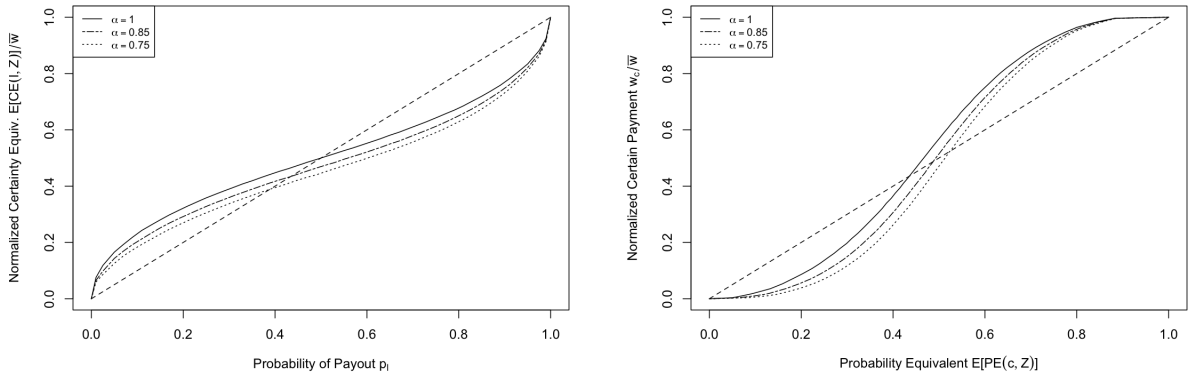 Normalized Certainty Equiv. E[CE(l, Z)]/w̅
1.0
0.8
0.6
0.4
0.2
0.0
α = 1
α = 0.85
α = 0.75
0.0 0.2 0.4 0.6 0.8 1.0
Probability of Payout pₗ
Normalized Certain Payment w_c/w̅
1.0
0.8
0.6
0.4
0.2
0.0
α = 1
α = 0.85
α = 0.75
0.0 0.2 0.4 0.6 0.8 1.0
Probability Equivalent E[PE(c, Z)]